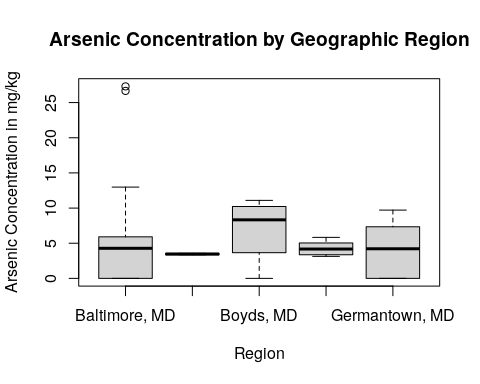 Arsenic Concentration by Geographic Region
Arsenic Concentration in mg/kg
25
20
15
10
5
0
Baltimore, MD Boyds, MD Germantown, MD
Region